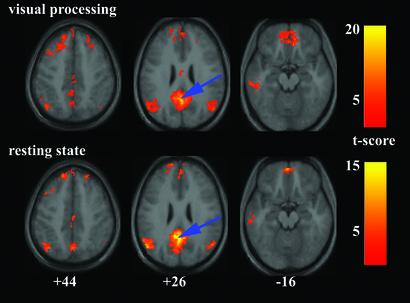 visual processing
20
5
t-score
resting state
15
5
+44 +26 -16